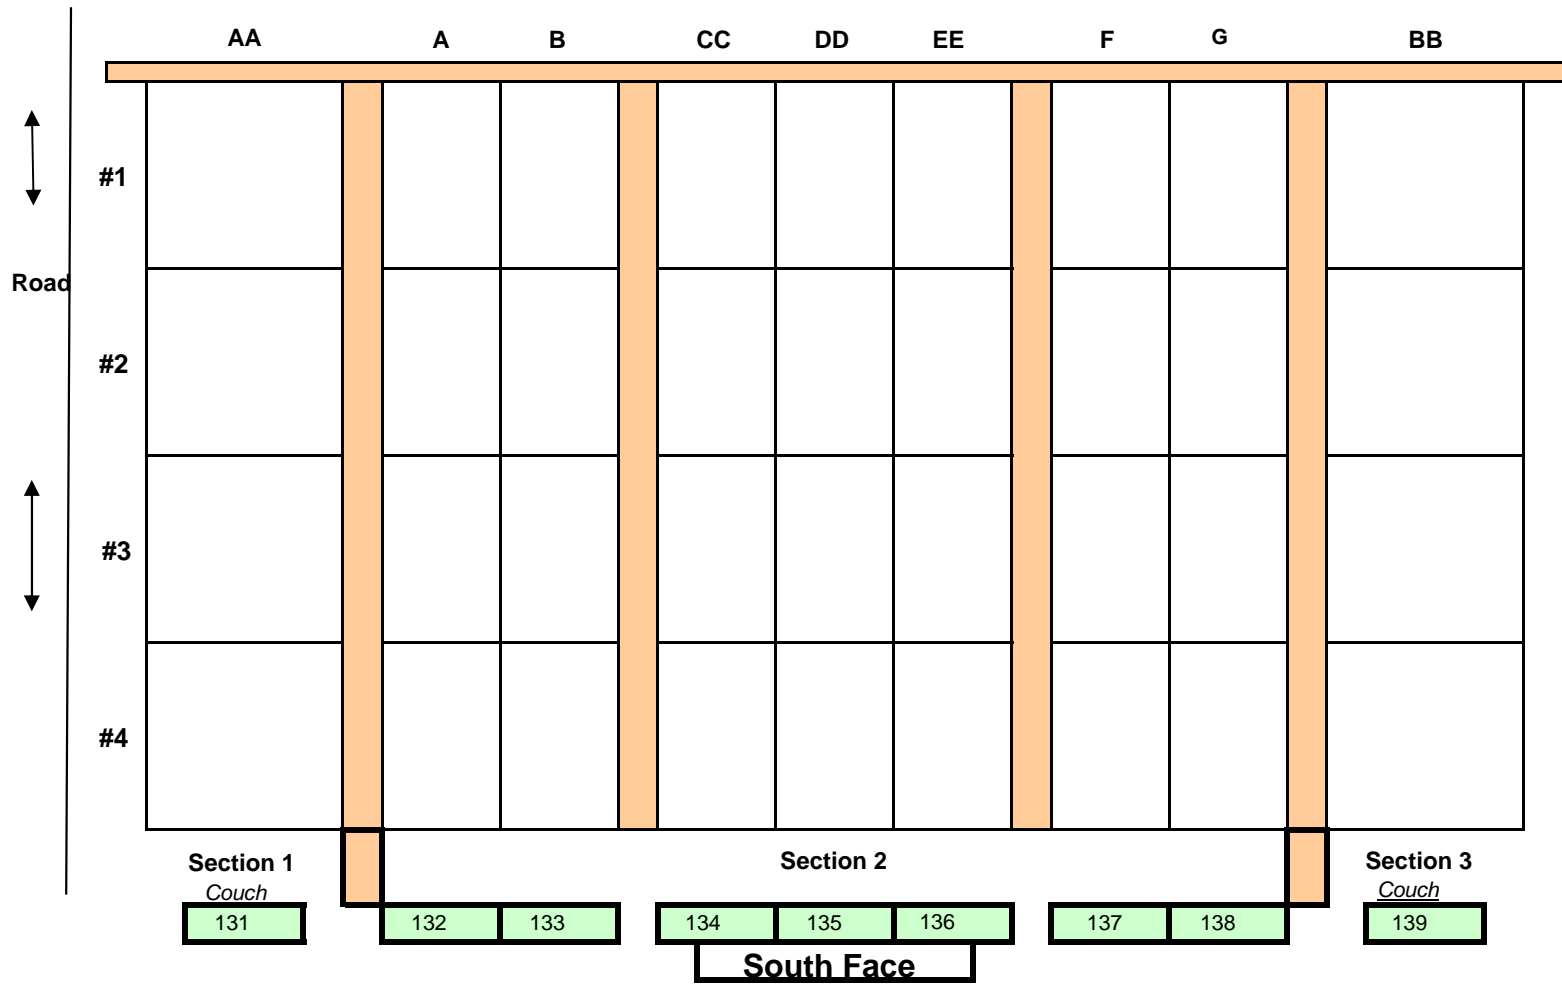 AA A B CC DD EE F G BB
#1
Road
#2
#3
#4
Section 1 Section 2 Section 3
Couch Couch
131 132 133 134 135 136 137 138 139
South Face